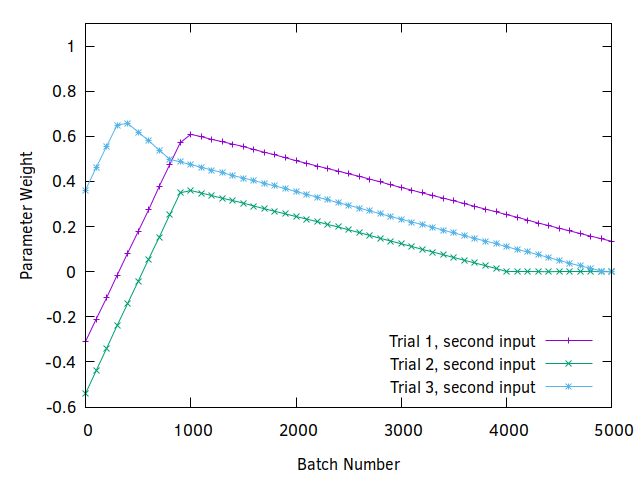 1
0.8
0.6
0.4
0.2
0
-0.2
-0.4
-0.6
Parameter Weight
Trial 1, second input
Trial 2, second input
Trial 3, second input
0 1000 2000 3000 4000 5000
Batch Number